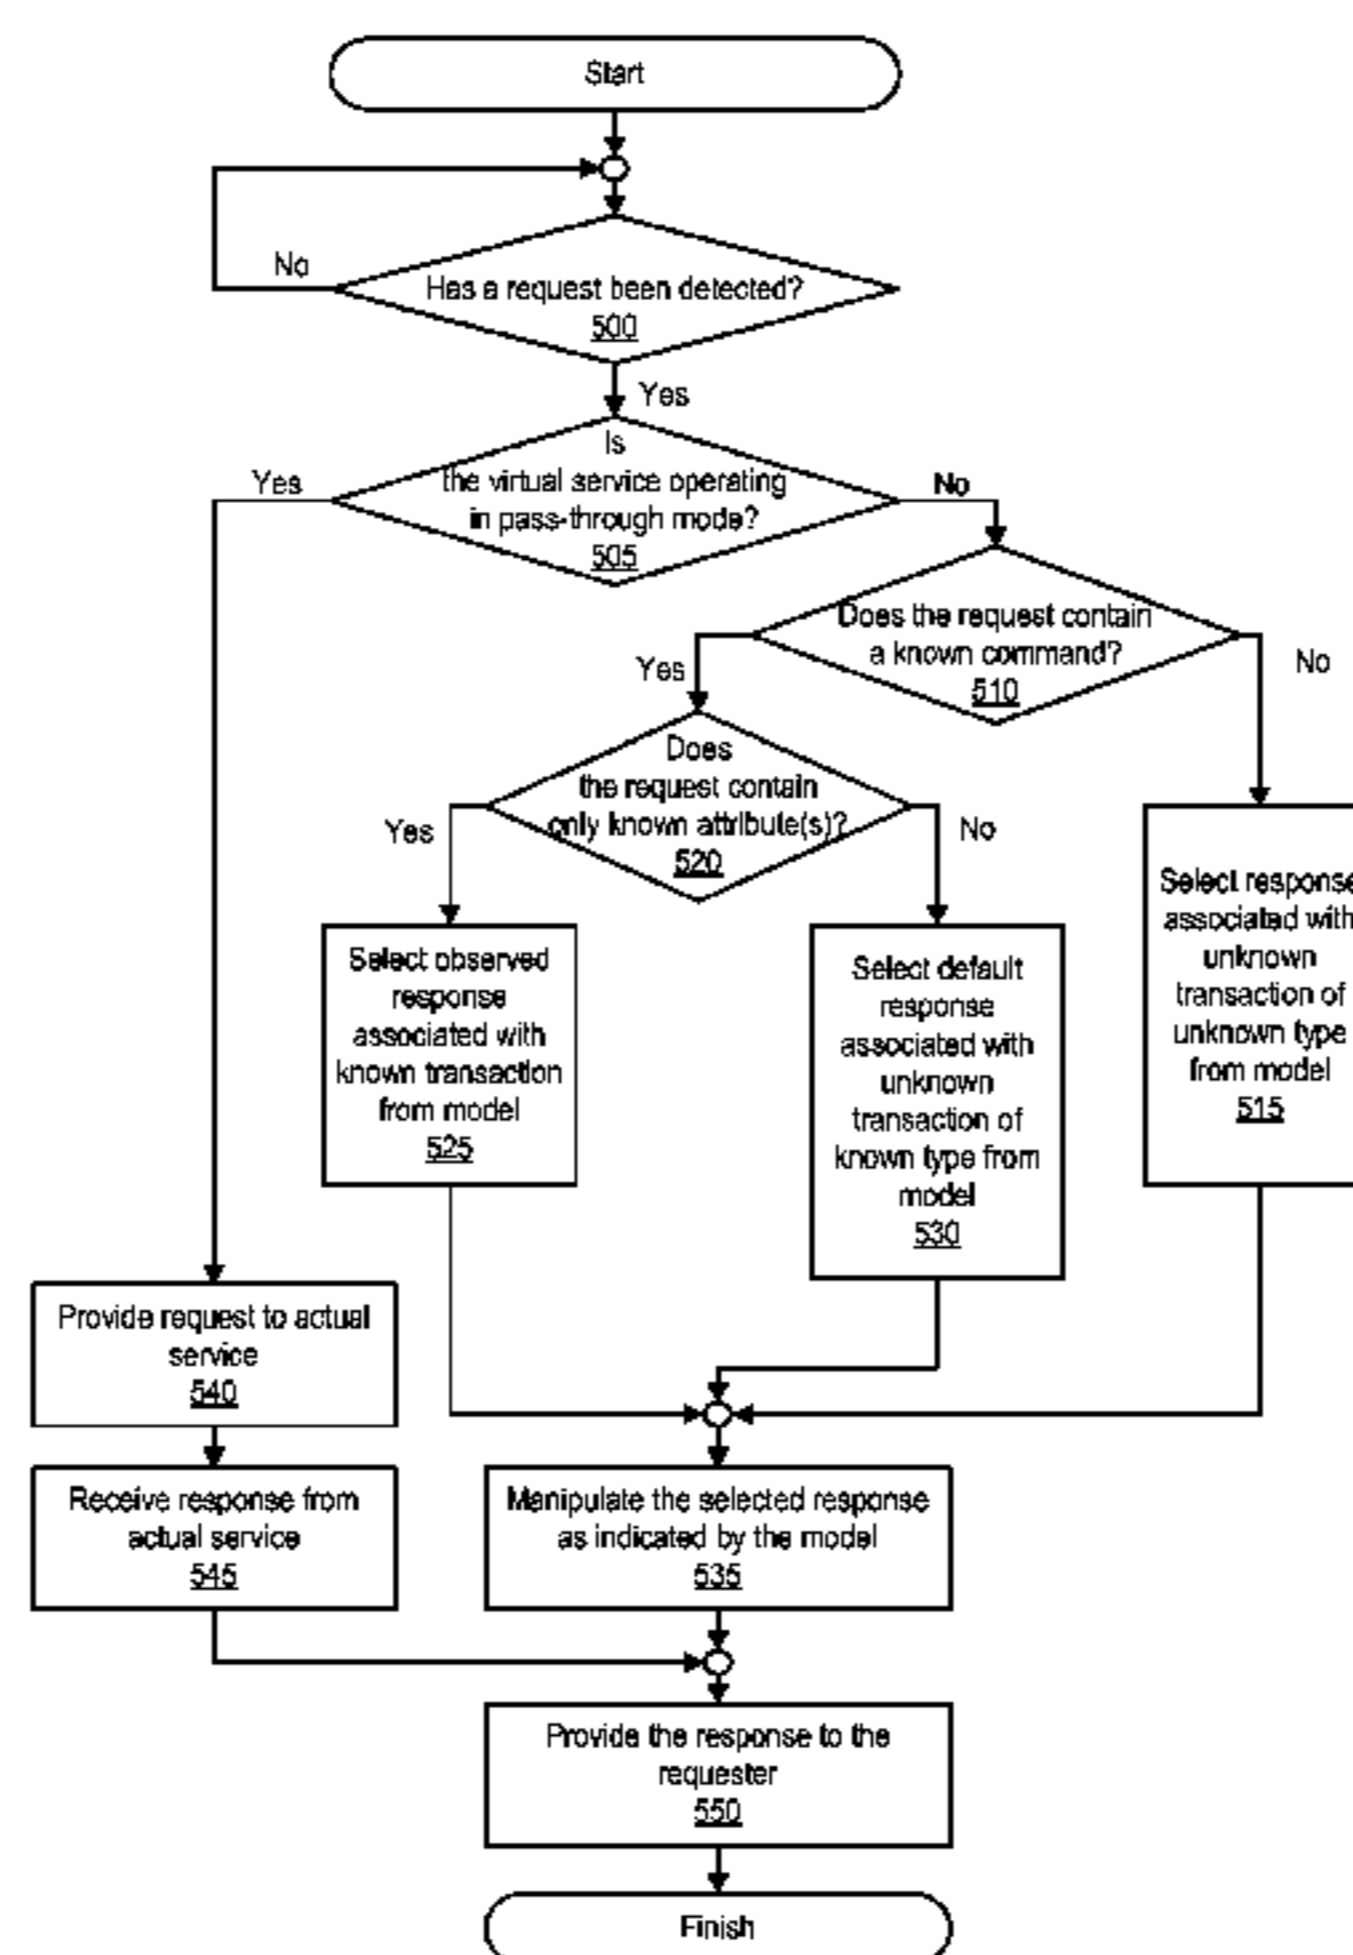 Start
No
Has a request been detected?
500
Yes
Is
the virtual service operating
in pass-through mode?
505
Yes
No
Does the request contain
a known command?
510
Yes
No
Does
the request contain
only known attribute(s)?
520
Yes
No
Select observed
response
associated with
known transaction
from model
525
Select default
response
associated with
unknown
transaction of
known type from
model
530
Select response
associated with
unknown
transaction of
unknown type
from model
515
Provide request to actual
service
540
Receive response from
actual service
545
Manipulate the selected response
as indicated by the model
535
Provide the response to the
requester
550
Finish